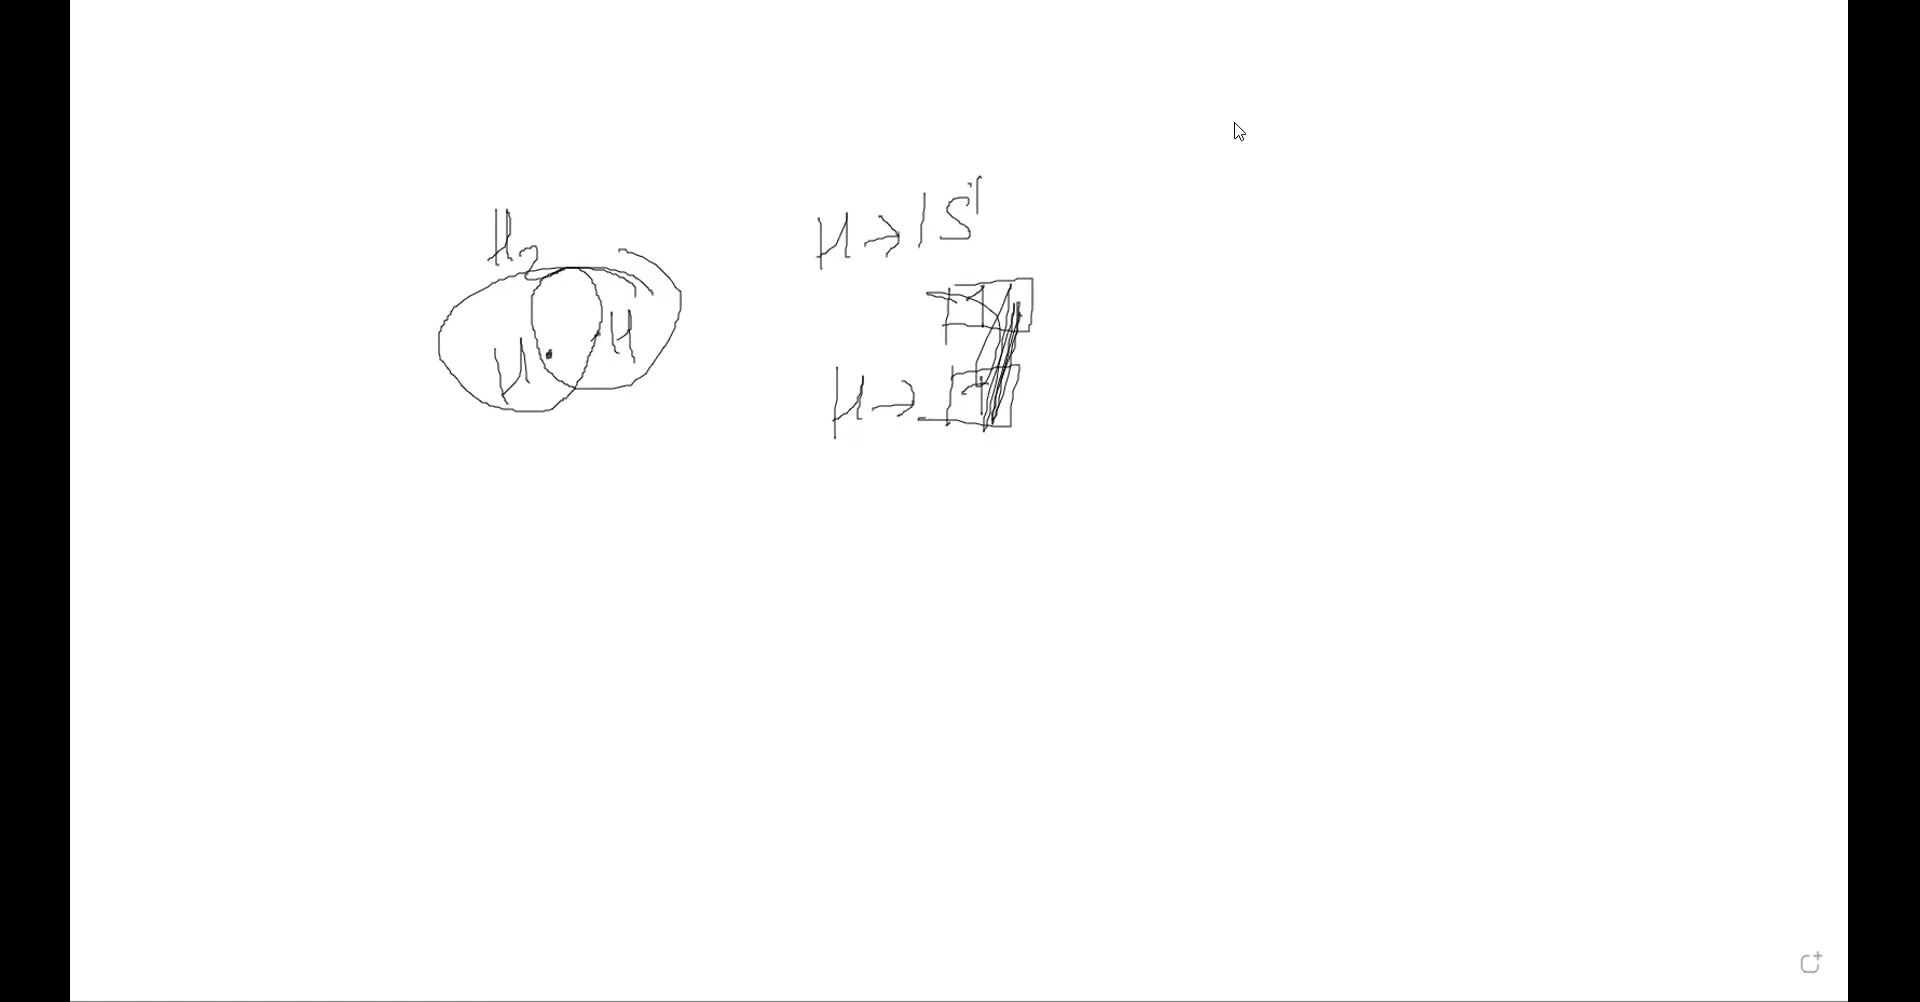 H₂
H → 1S¹
H H
H →